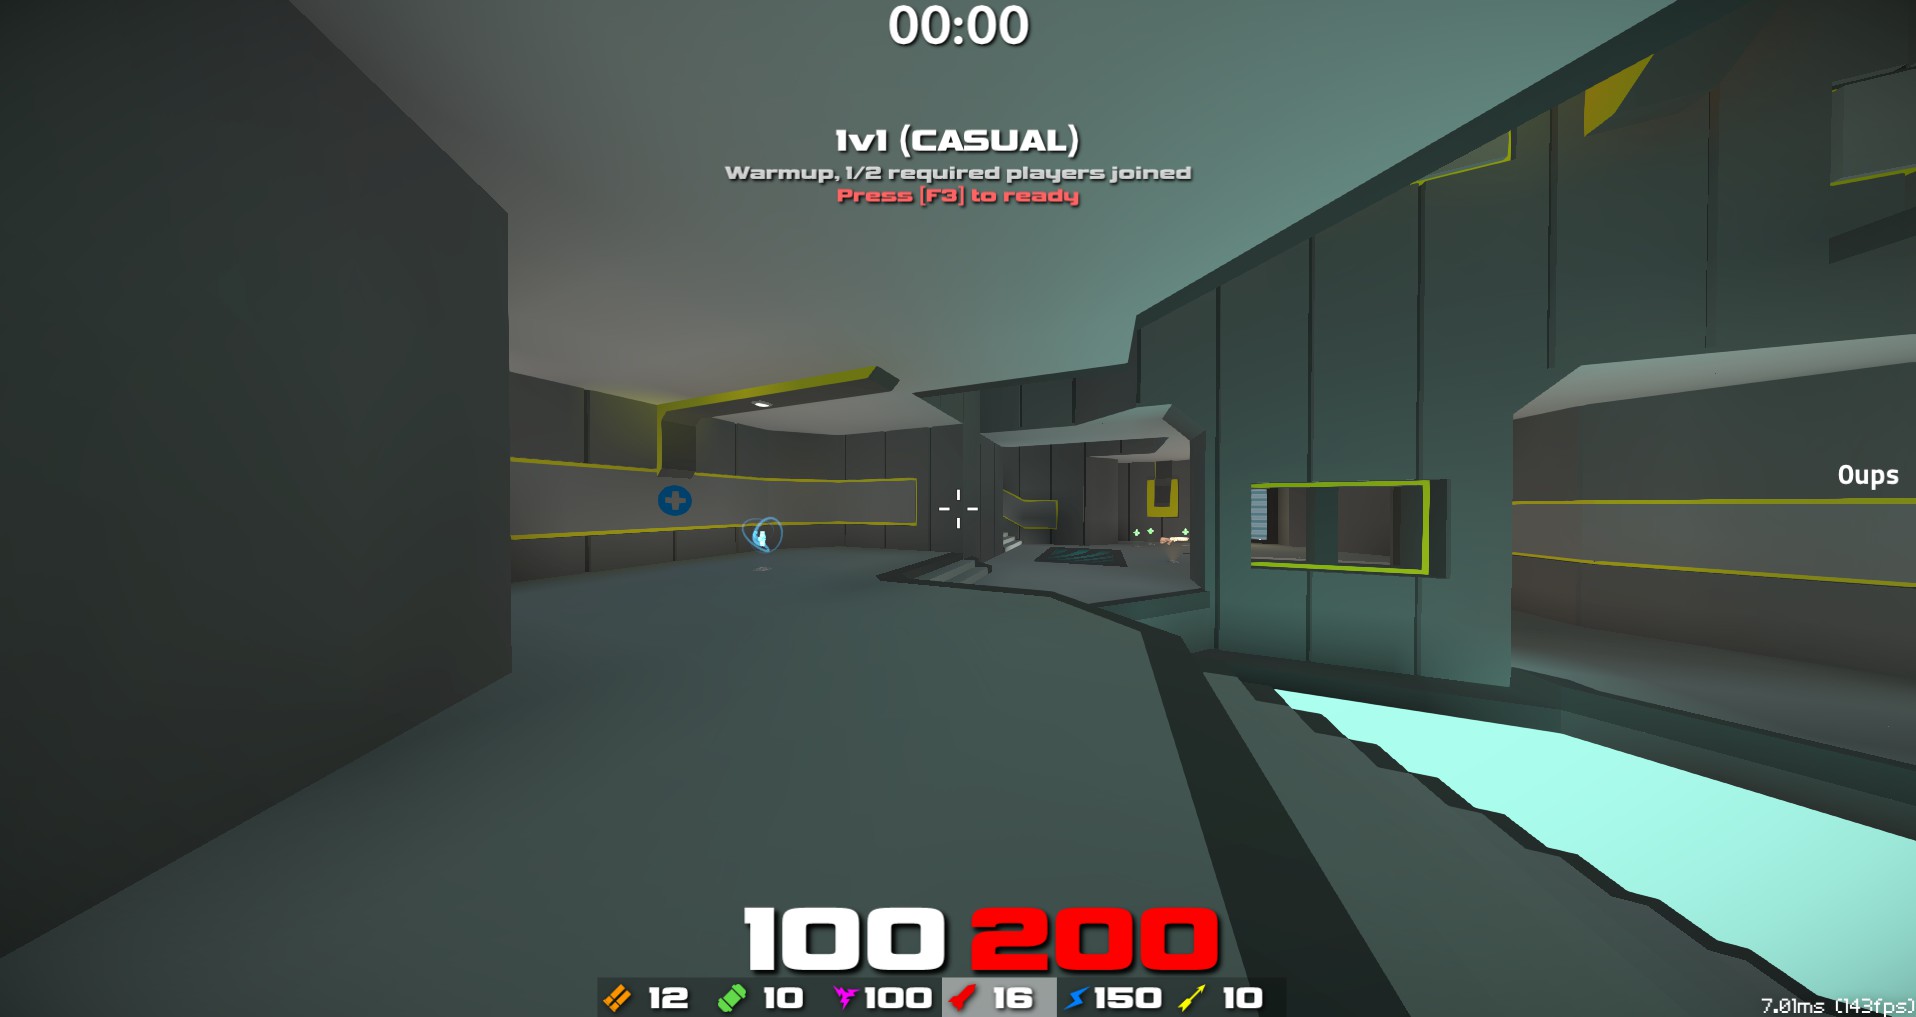 00:00
1v1 (CASUAL)
Warmup, 1/2 required players joined
Press [F3] to ready
Oups
100 200
12 10 100 16 150 10
7.01ms (143fps)